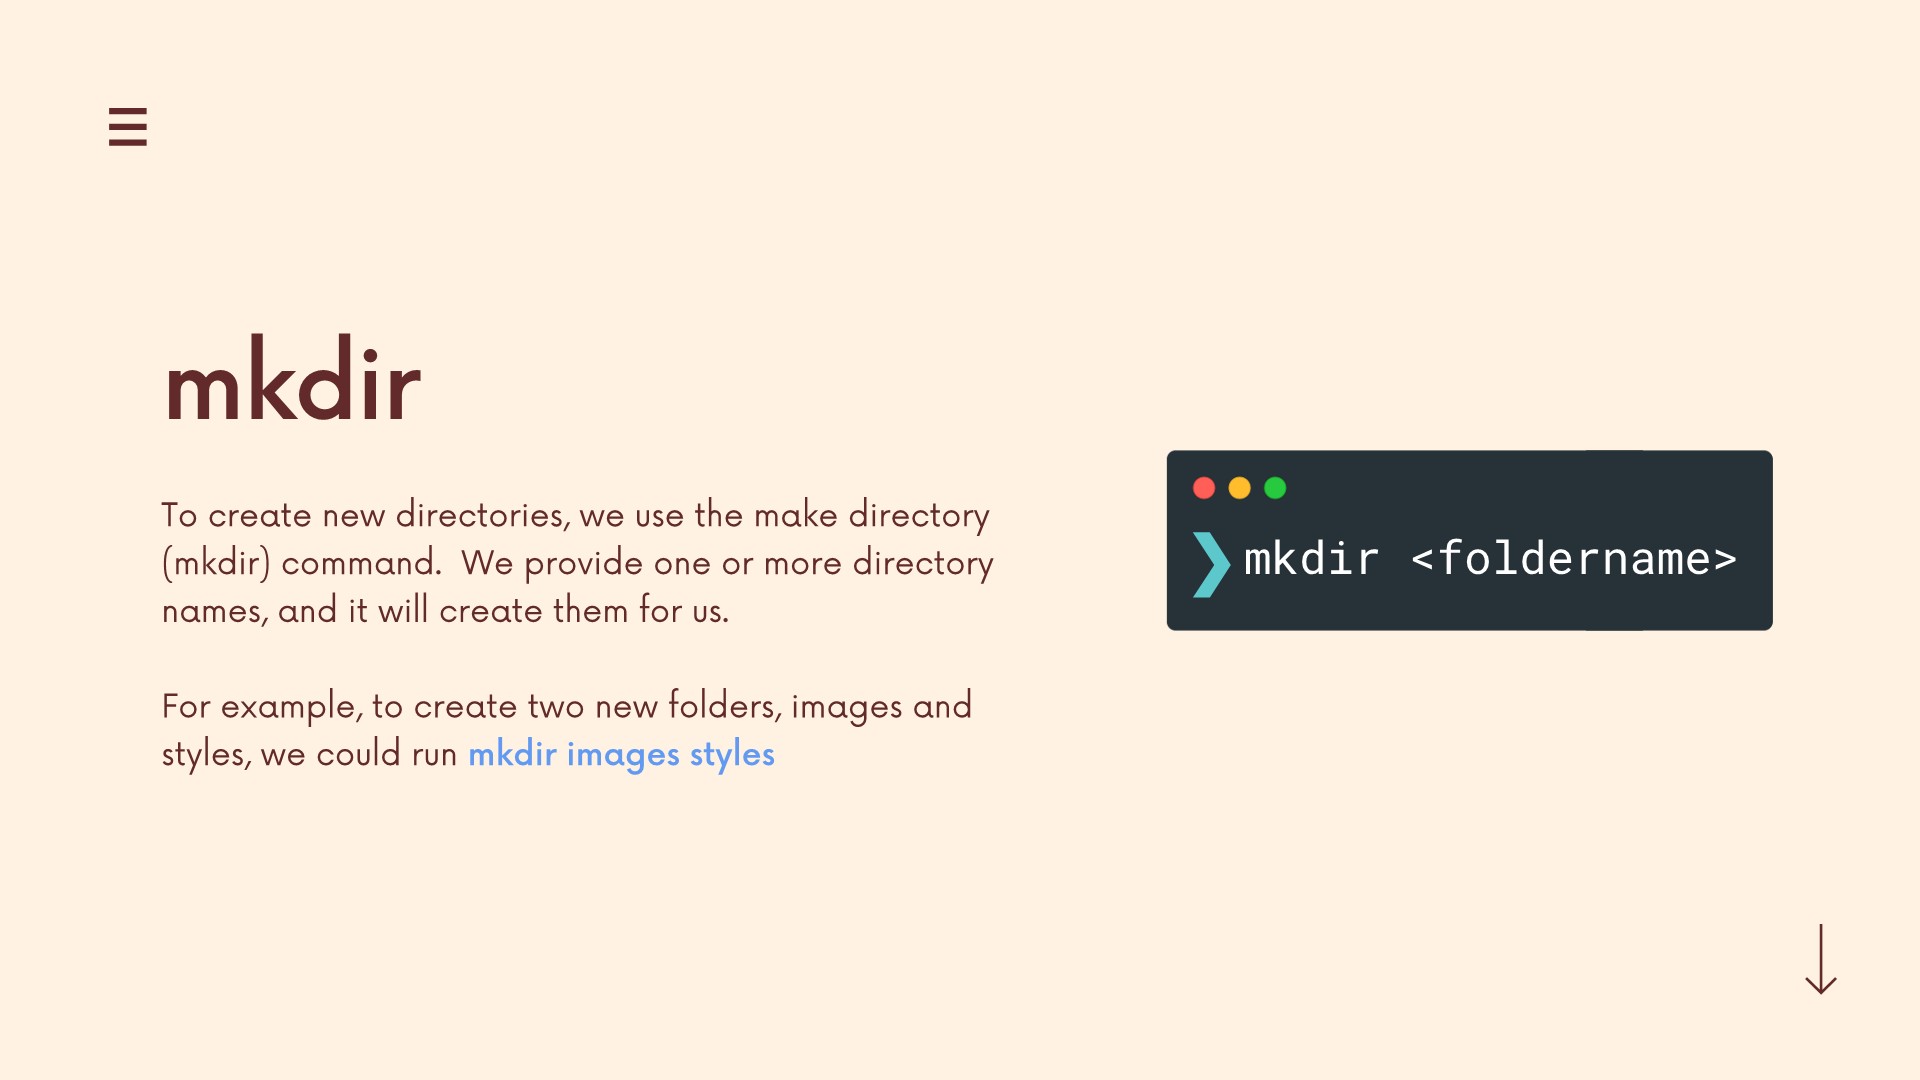 mkdir
To create new directories, we use the make directory
(mkdir) command.  We provide one or more directory
names, and it will create them for us.
For example, to create two new folders, images and
styles, we could run mkdir images styles
❯ mkdir <foldername>